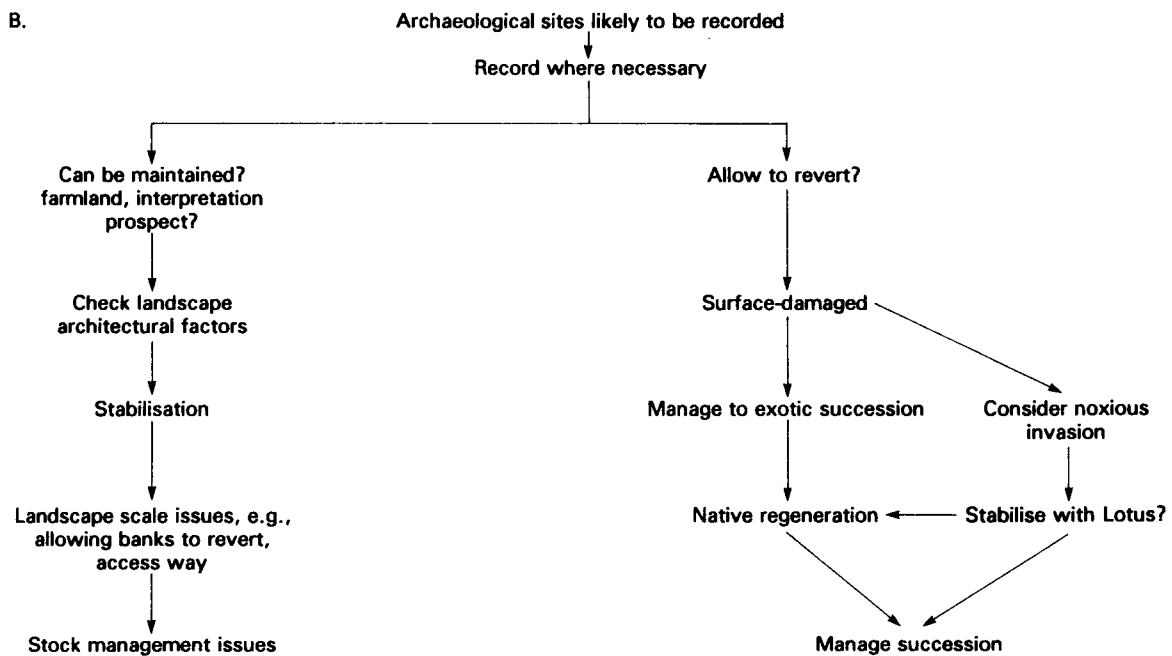 B.
Archaeological sites likely to be recorded
Record where necessary
Can be maintained?
farmland, interpretation
prospect?
Allow to revert?
Check landscape
architectural factors
Surface-damaged
Stabilisation
Manage to exotic succession
Consider noxious
invasion
Landscape scale issues, e.g.,
allowing banks to revert,
access way
Native regeneration
Stabilise with Lotus?
Stock management issues
Manage succession